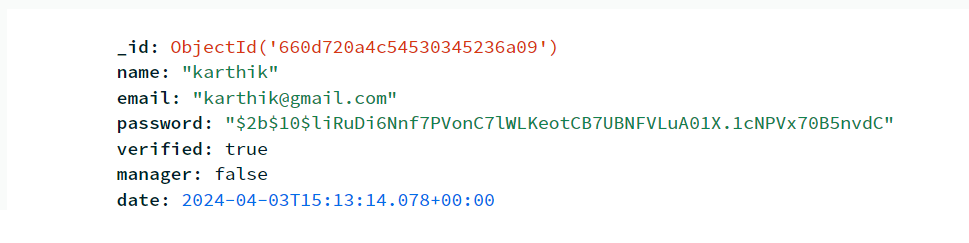 _id: ObjectId('660d720a4c54530345236a09')
name: "karthik"
email: "karthik@gmail.com"
password: "$2b$10$liRuDi6Nnf7PVonC7lWLKeotCB7UBNFVLuA01X.1cNPVx70B5nvdC"
verified: true
manager: false
date: 2024-04-03T15:13:14.078+00:00